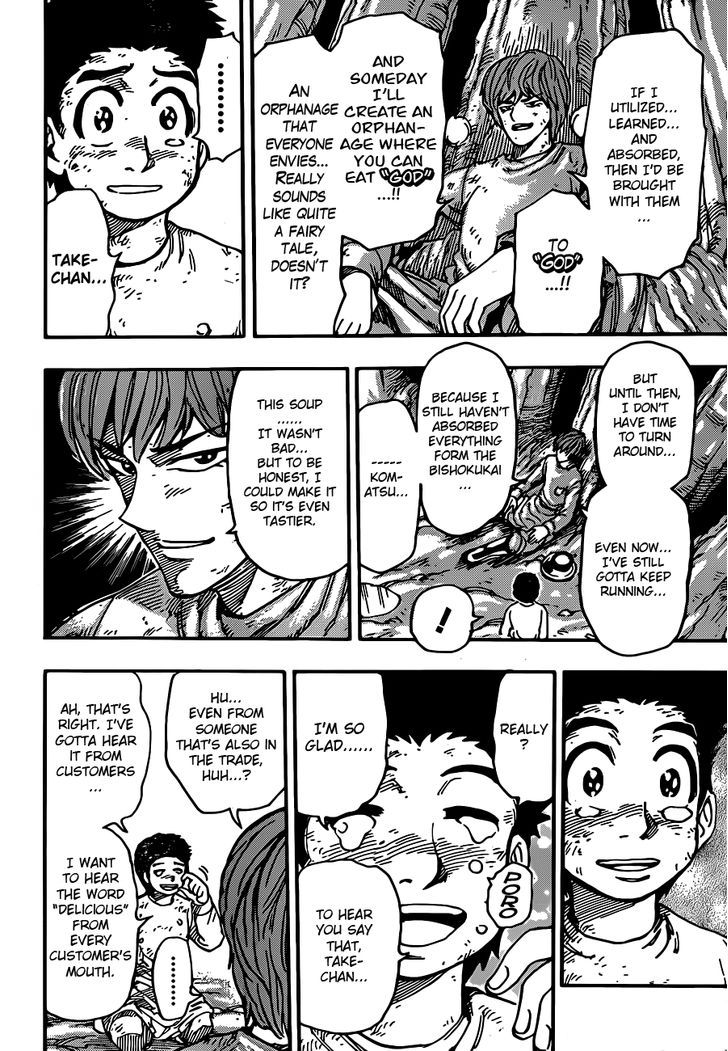 IF I
UTILIZED...
LEARNED...
AND
ABSORBED,
THEN I'D BE
BROUGHT
WITH THEM
...
TO
"GOD"
...!!
AND
SOMEDAY
I'LL
CREATE AN
ORPHAN-
AGE WHERE
YOU CAN
EAT "GOD"
...!!
AN
ORPHANAGE
THAT
EVERYONE
ENVIES...
REALLY
SOUNDS
LIKE QUITE
A FAIRY
TALE,
DOESN'T
IT?
........
TAKE-
CHAN...
BUT
UNTIL THEN,
I DON'T
HAVE TIME
TO TURN
AROUND...
EVEN NOW...
I'VE STILL
GOTTA KEEP
RUNNING...
BECAUSE I
STILL HAVEN'T
ABSORBED
EVERYTHING
FORM THE
BISHOKUKAI
...
-----
KOM-
ATSU...
!
THIS SOUP
......
IT WASN'T
BAD...
BUT TO BE
HONEST, I
COULD MAKE IT
SO IT'S EVEN
TASTIER.
REALLY
?
I'M SO
GLAD......
PORO
TO HEAR
YOU SAY
THAT,
TAKE-
CHAN.
HU...
EVEN FROM
SOMEONE
THAT'S ALSO IN
THE TRADE,
HUH...?
AH, THAT'S
RIGHT. I'VE
GOTTA HEAR
IT FROM
CUSTOMERS
...
I WANT
TO HEAR
THE WORD
"DELICIOUS"
FROM
EVERY
CUSTOMER'S
MOUTH.
......